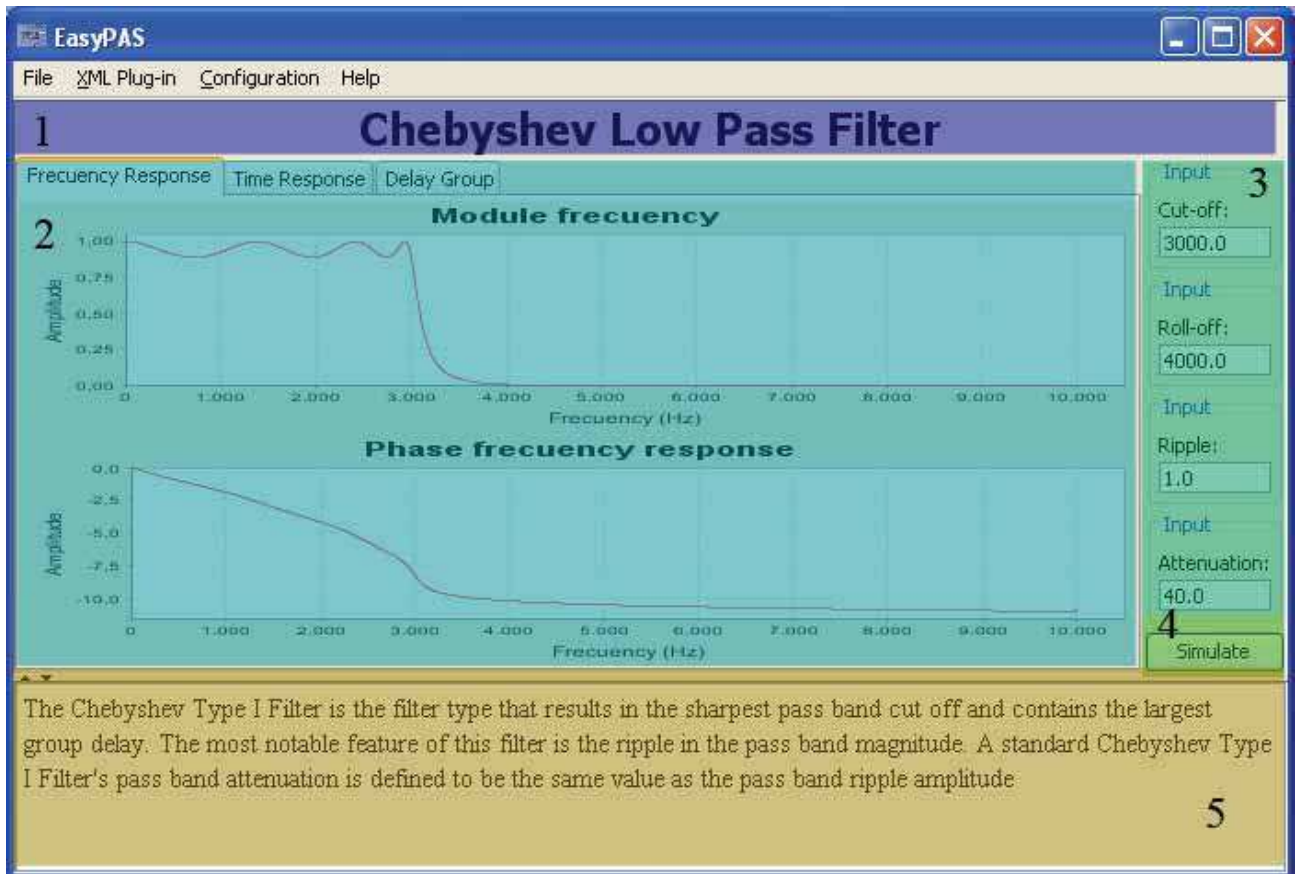 EasyPAS
File XML Plug-in Configuration Help
1 Chebyshev Low Pass Filter
Frecuency Response Time Response Delay Group
2
Module frecuency
1,00
0,75
0,50
0,25
0,00
Amplitude
0 1.000 2.000 3.000 4.000 5.000 6.000 7.000 8.000 9.000 10.000
Frecuency (Hz)
Phase frecuency response
0,0
-2,5
-5,0
-7,5
-10,0
Amplitude
0 1.000 2.000 3.000 4.000 5.000 6.000 7.000 8.000 9.000 10.000
Frecuency (Hz)
Input 3
Cut-off:
3000.0
Input
Roll-off:
4000.0
Input
Ripple:
1.0
Input
Attenuation:
40.0
4
Simulate
The Chebyshev Type I Filter is the filter type that results in the sharpest pass band cut off and contains the largest
group delay. The most notable feature of this filter is the ripple in the pass band magnitude. A standard Chebyshev Type
I Filter's pass band attenuation is defined to be the same value as the pass band ripple amplitude
5